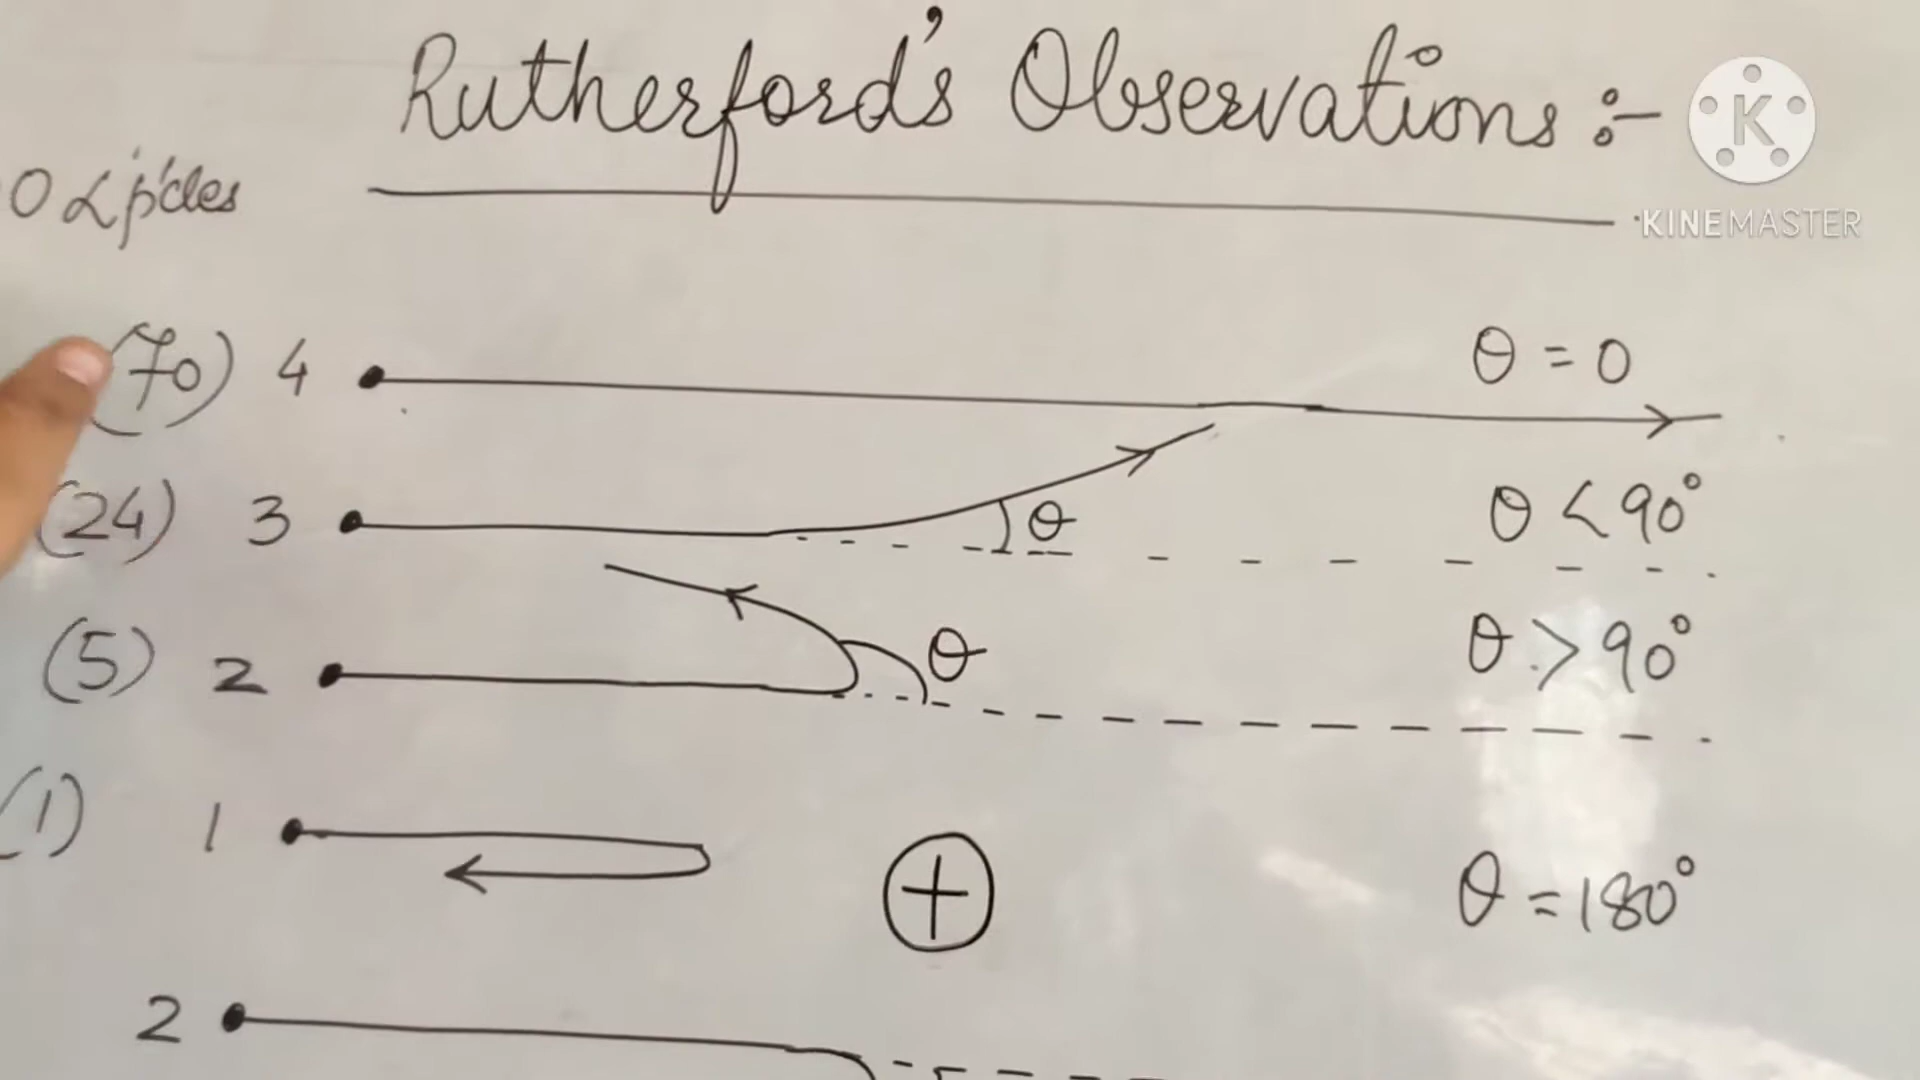 Rutherford's Observations :-
K
KINEMASTER
0 α p'cles
(70) 4 θ = 0
(24) 3 θ θ < 90°
(5) 2 θ θ > 90°
(1) 1 + θ = 180°
2